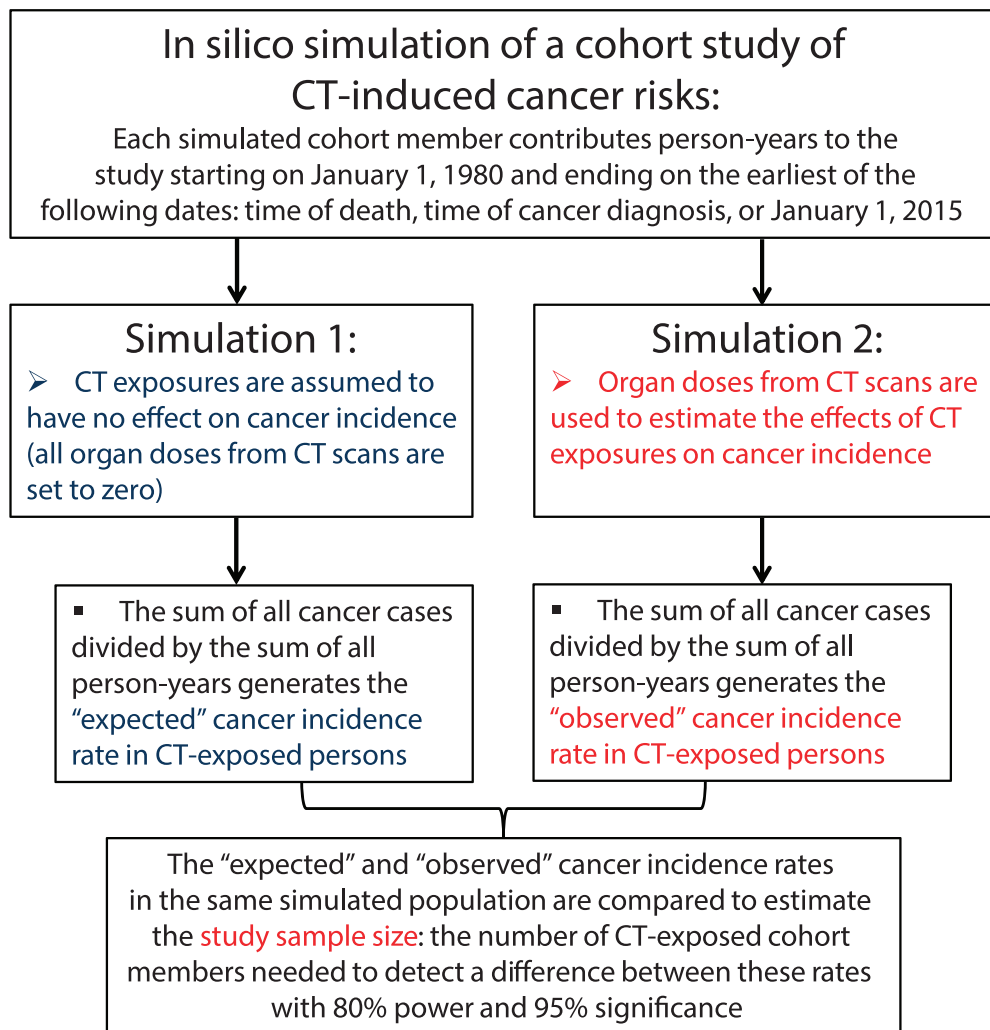 In silico simulation of a cohort study of
CT-induced cancer risks:
Each simulated cohort member contributes person-years to the
study starting on January 1, 1980 and ending on the earliest of the
following dates: time of death, time of cancer diagnosis, or January 1, 2015
Simulation 1:
➢ CT exposures are assumed to
have no effect on cancer incidence
(all organ doses from CT scans are
set to zero)
Simulation 2:
➢ Organ doses from CT scans are
used to estimate the effects of CT
exposures on cancer incidence
▪ The sum of all cancer cases
divided by the sum of all
person-years generates the
“expected” cancer incidence
rate in CT-exposed persons
▪ The sum of all cancer cases
divided by the sum of all
person-years generates the
“observed” cancer incidence
rate in CT-exposed persons
The “expected” and “observed” cancer incidence rates
in the same simulated population are compared to estimate
the study sample size: the number of CT-exposed cohort
members needed to detect a difference between these rates
with 80% power and 95% significance